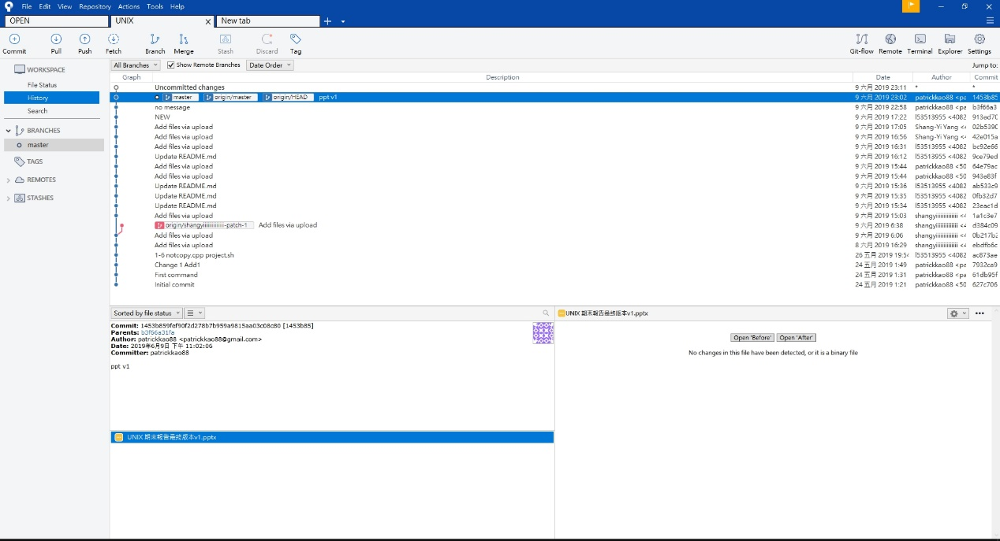 File Edit View Repository Actions Tools Help
OPEN UNIX New tab
Commit Pull Push Fetch Branch Merge Stash Discard Tag Git-flow Remote Terminal Explorer Settings
WORKSPACE
File Status
History
Search
BRANCHES
master
TAGS
REMOTES
STASHES
All Branches Show Remote Branches Date Order Jump to:
Graph Description Date Author Commit
Uncommitted changes 9 六月 2019 23:11 * *
master origin/master origin/HEAD ppt v1 9 六月 2019 23:02 patrickkao88 <pa 1453b85
no message 9 六月 2019 22:58 patrickkao88 <pa b3f66a3
NEW 9 六月 2019 17:22 l53513955 <4082 913ed70
Add files via upload 9 六月 2019 17:05 Shang-Yi Yang <4 02b5390
Add files via upload 9 六月 2019 16:56 Shang-Yi Yang <4 42e015a
Add files via upload 9 六月 2019 16:31 l53513955 <4082 bc92e66
Update README.md 9 六月 2019 16:12 l53513955 <4082 9ce79ed
Add files via upload 9 六月 2019 15:44 patrickkao88 <50 64e79ac
Add files via upload 9 六月 2019 15:44 patrickkao88 <50 943e83f
Update README.md 9 六月 2019 15:36 l53513955 <4082 ab533c9
Update README.md 9 六月 2019 15:35 l53513955 <4082 0fb32d7
Update README.md 9 六月 2019 15:34 l53513955 <4082 23eac1d
Add files via upload 9 六月 2019 15:03 <4 1a1c3e7
Add files via upload 9 六月 2019 6:38 <4 d384c09
Add files via upload 9 六月 2019 6:06 <4 0b217b2
Add files via upload 8 六月 2019 16:29 <4 ebdfb6c
1-6 notcopy.cpp project.sh 26 五月 2019 19:54 l53513955 <4082 ac873ae
Change 1 Add1 24 五月 2019 1:49 patrickkao88 <pa 7932ca9
First command 24 五月 2019 1:31 patrickkao88 <pa 61db95f
Initial commit 24 五月 2019 1:21 patrickkao88 <50 627c706
Sorted by file status
Commit: 1453b859fef90f2d278b7b959a9815aa03c08c80 [1453b85]
Parents: b3f66a31fa
Author: patrickkao88 <patrickkao88@gmail.com>
Date: 2019年6月9日 下午 11:02:06
Committer: patrickkao88
ppt v1
UNIX 期末報告最終版本v1.pptx
UNIX 期末報告最終版本v1.pptx
Open 'Before' Open 'After'
No changes in this file have been detected, or it is a binary file